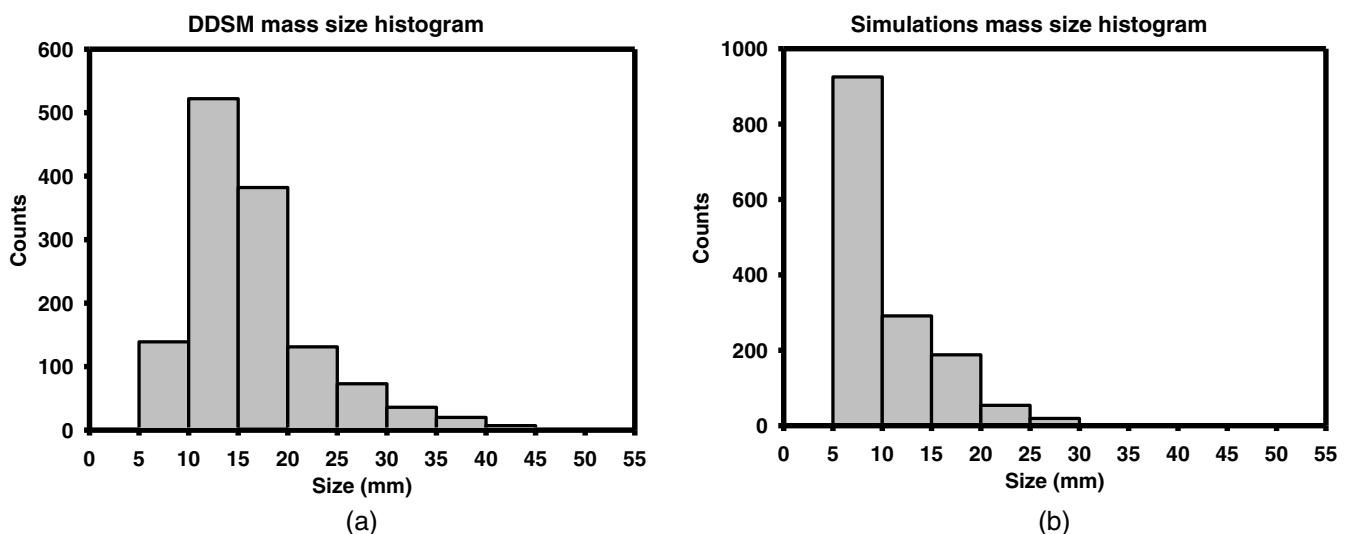 DDSM mass size histogram
600
500
400
300
200
100
0
Counts
0 5 10 15 20 25 30 35 40 45 50 55
Size (mm)
(a)
Simulations mass size histogram
1000
800
600
400
200
0
Counts
0 5 10 15 20 25 30 35 40 45 50 55
Size (mm)
(b)